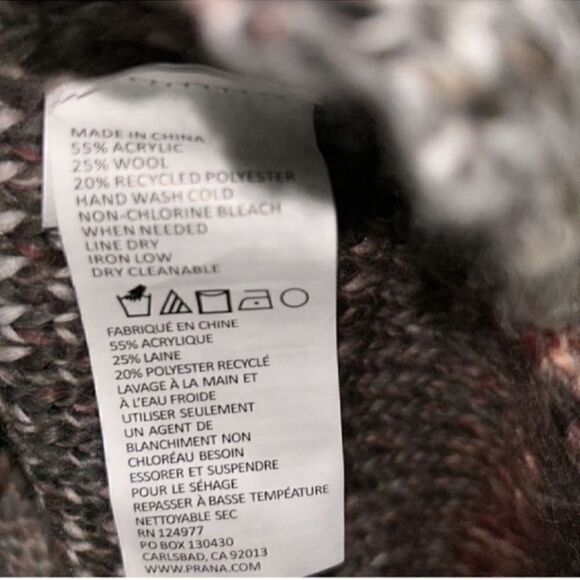 MADE IN CHINA
55% ACRYLIC
25% WOOL
20% RECYCLED POLYESTER
HAND WASH COLD
NON-CHLORINE BLEACH
WHEN NEEDED
LINE DRY
IRON LOW
DRY CLEANABLE
FABRIQUÉ EN CHINE
55% ACRYLIQUE
25% LAINE
20% POLYESTER RECYCLÉ
LAVAGE À LA MAIN ET
À L'EAU FROIDE
UTILISER SEULEMENT
UN AGENT DE
BLANCHIMENT NON
CHLORÉAU BESOIN
ESSORER ET SUSPENDRE
POUR LE SÉHAGE
REPASSER À BASSE TEMPÉATURE
NETTOYABLE SEC
RN 124977
PO BOX 130430
CARLSBAD, CA 92013
WWW.PRANA.COM